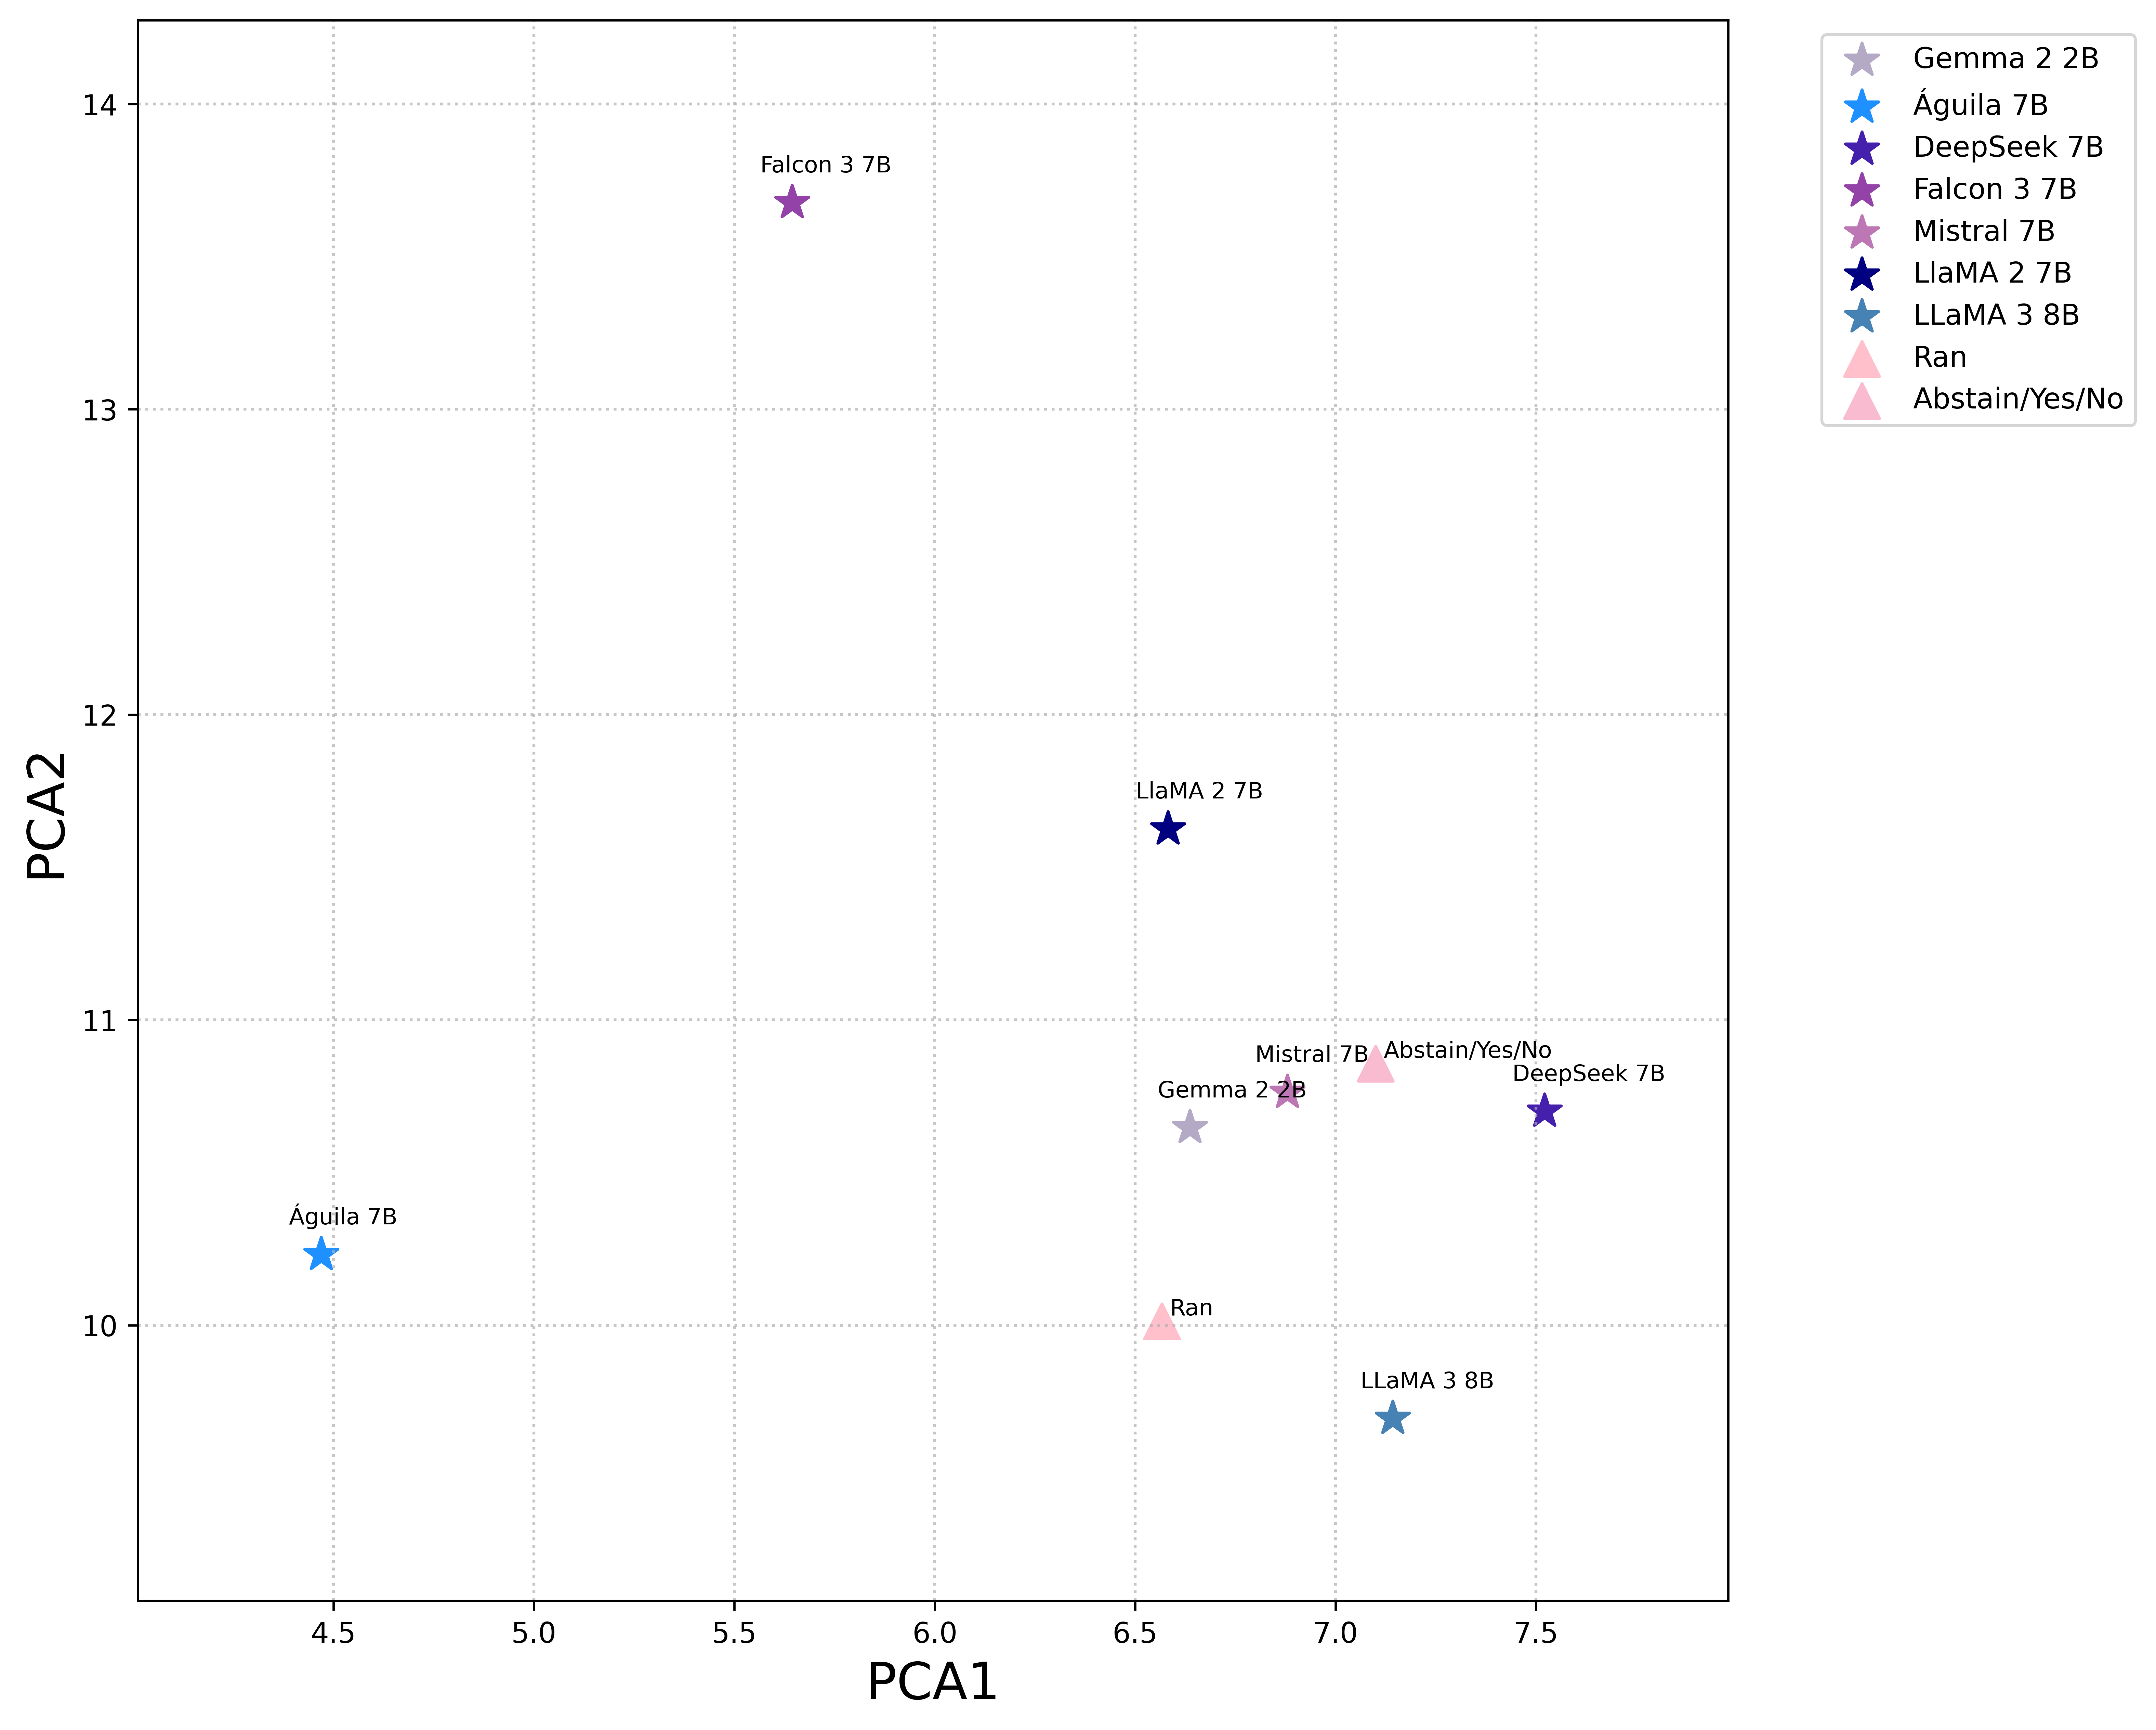 14
13
12
11
10
PCA2
4.5
5.0
5.5
6.0
6.5
7.0
7.5
PCA1
Falcon 3 7B
LlaMA 2 7B
Mistral 7B
Abstain/Yes/No
DeepSeek 7B
Gemma 2 2B
Águila 7B
Ran
LLaMA 3 8B
Gemma 2 2B
Águila 7B
DeepSeek 7B
Falcon 3 7B
Mistral 7B
LlaMA 2 7B
LLaMA 3 8B
Ran
Abstain/Yes/No